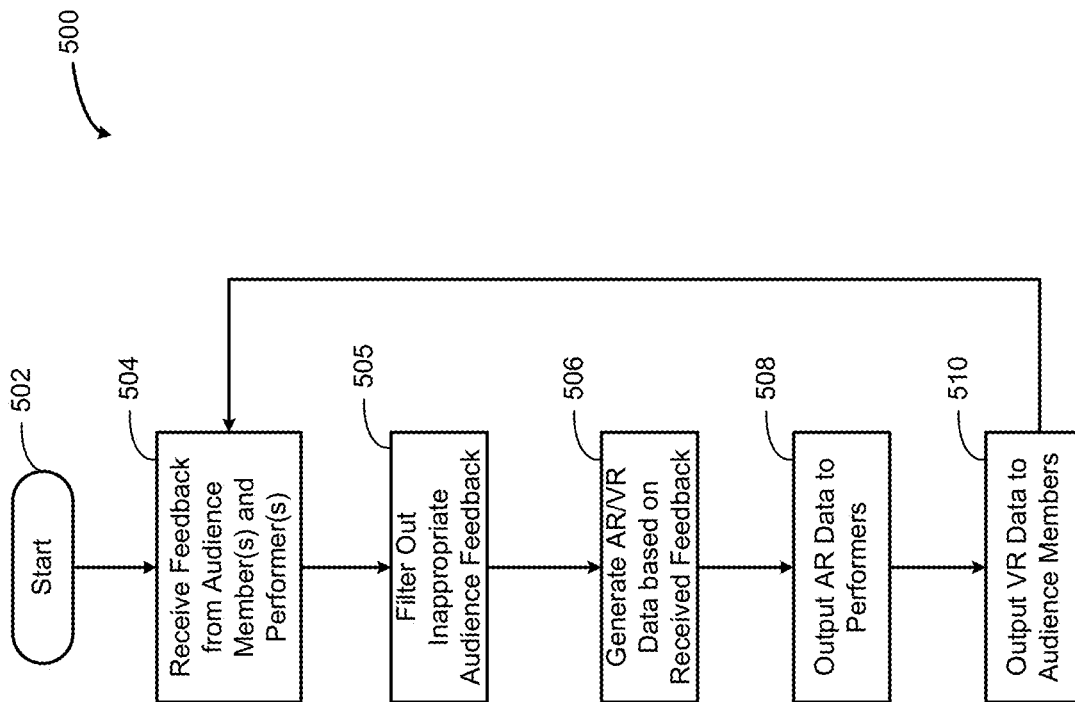 500
Start
502
Receive Feedback
from Audience
Member(s) and
Performer(s)
504
Filter Out
Inappropriate
Audience Feedback
505
Generate AR/VR
Data based on
Received Feedback
506
Output AR Data to
Performers
508
Output VR Data to
Audience Members
510